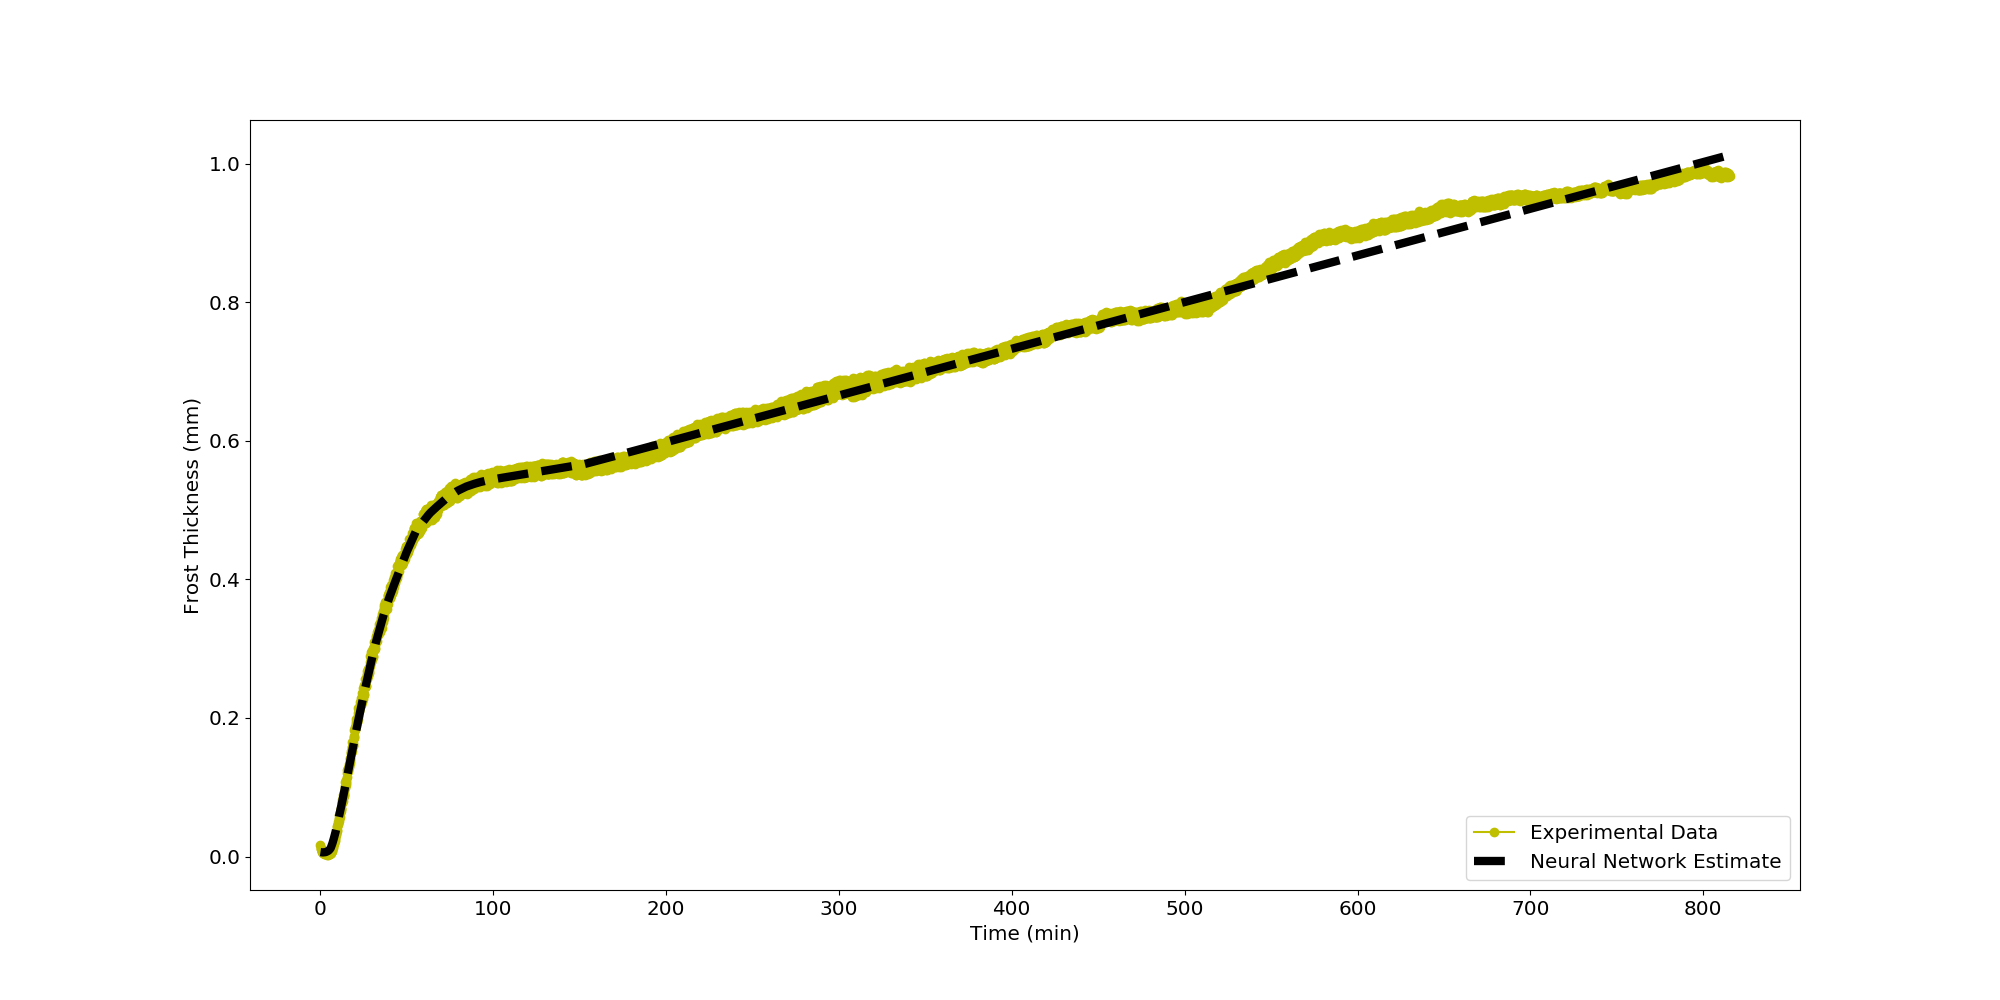 1.0
0.8
0.6
0.4
0.2
0.0
Frost Thickness (mm)
0 100 200 300 400 500 600 700 800
Time (min)
Experimental Data
Neural Network Estimate